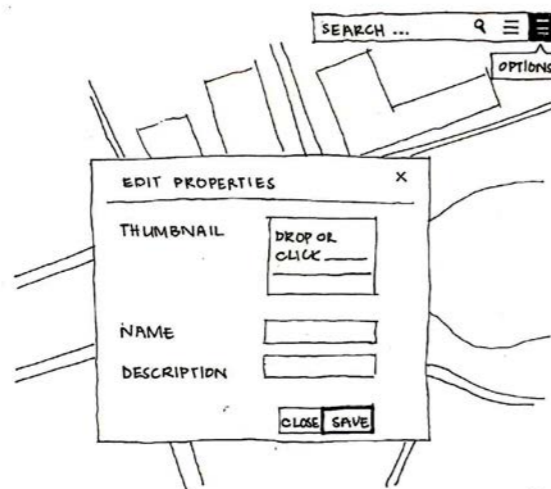 SEARCH ...
OPTIONS
EDIT PROPERTIES X
THUMBNAIL
DROP OR
CLICK
NAME
DESCRIPTION
CLOSE SAVE